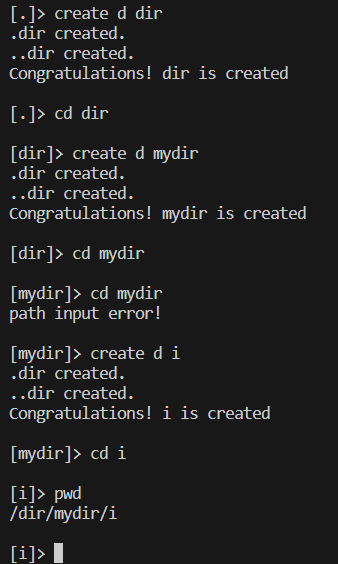 [.]> create d dir
.dir created.
..dir created.
Congratulations! dir is created
[.]> cd dir
[dir]> create d mydir
.dir created.
..dir created.
Congratulations! mydir is created
[dir]> cd mydir
[mydir]> cd mydir
path input error!
[mydir]> create d i
.dir created.
..dir created.
Congratulations! i is created
[mydir]> cd i
[i]> pwd
/dir/mydir/i
[i]>